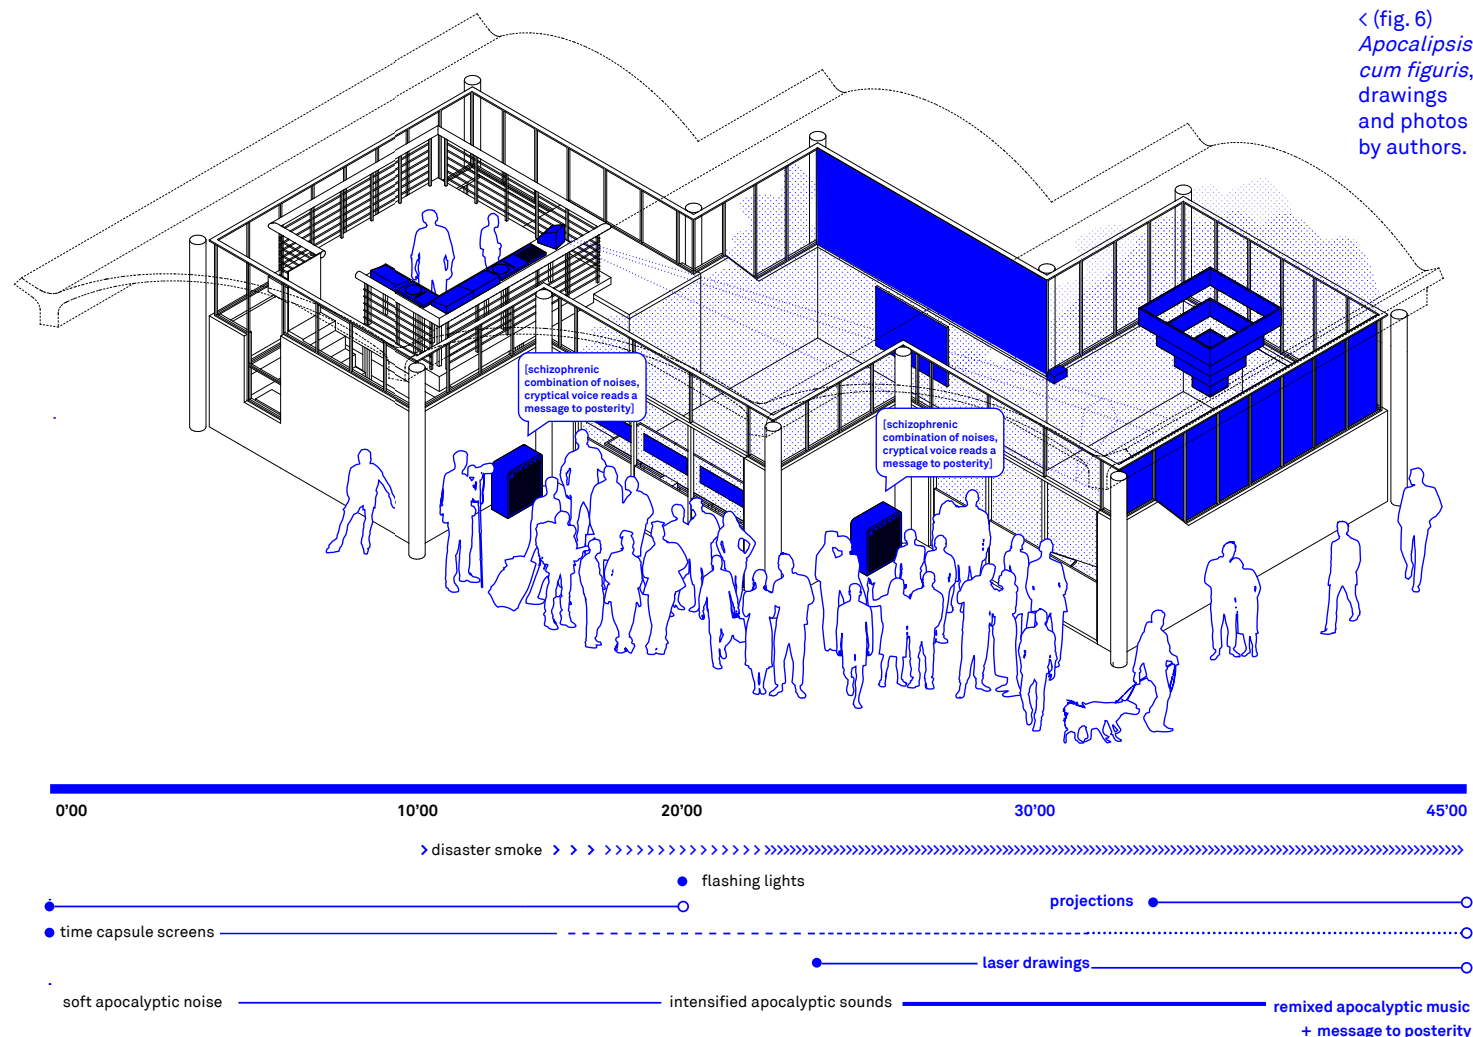 < (fig. 6)
Apocalipsis
cum figuris,
drawings
and photos
by authors.
[schizophrenic
combination of noises,
cryptical voice reads a
message to posterity]
[schizophrenic
combination of noises,
cryptical voice reads a
message to posterity]
0'00 10'00 20'00 30'00 45'00
disaster smoke
flashing lights
projections
time capsule screens
laser drawings
soft apocalyptic noise intensified apocalyptic sounds remixed apocalyptic music
+ message to posterity